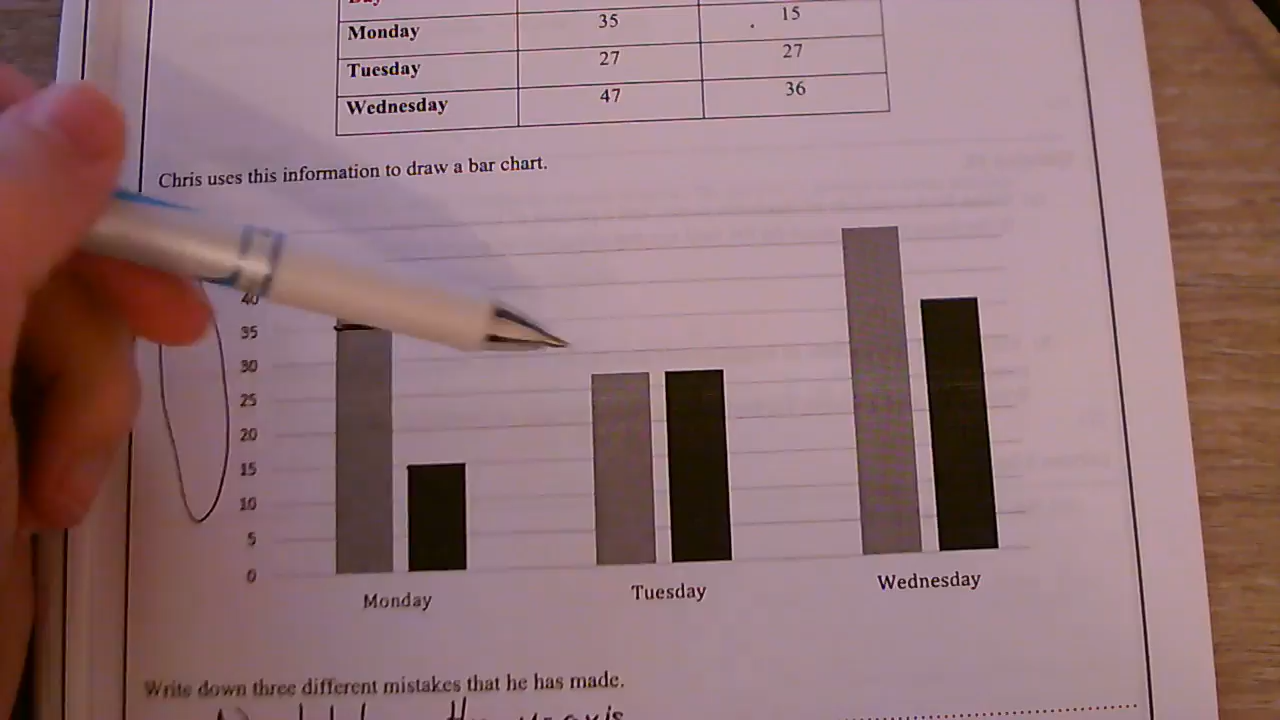 Day
Monday 35 15
Tuesday 27 27
Wednesday 47 36
Chris uses this information to draw a bar chart.
40
35
30
25
20
15
10
5
0
Monday Tuesday Wednesday
Write down three different mistakes that he has made.